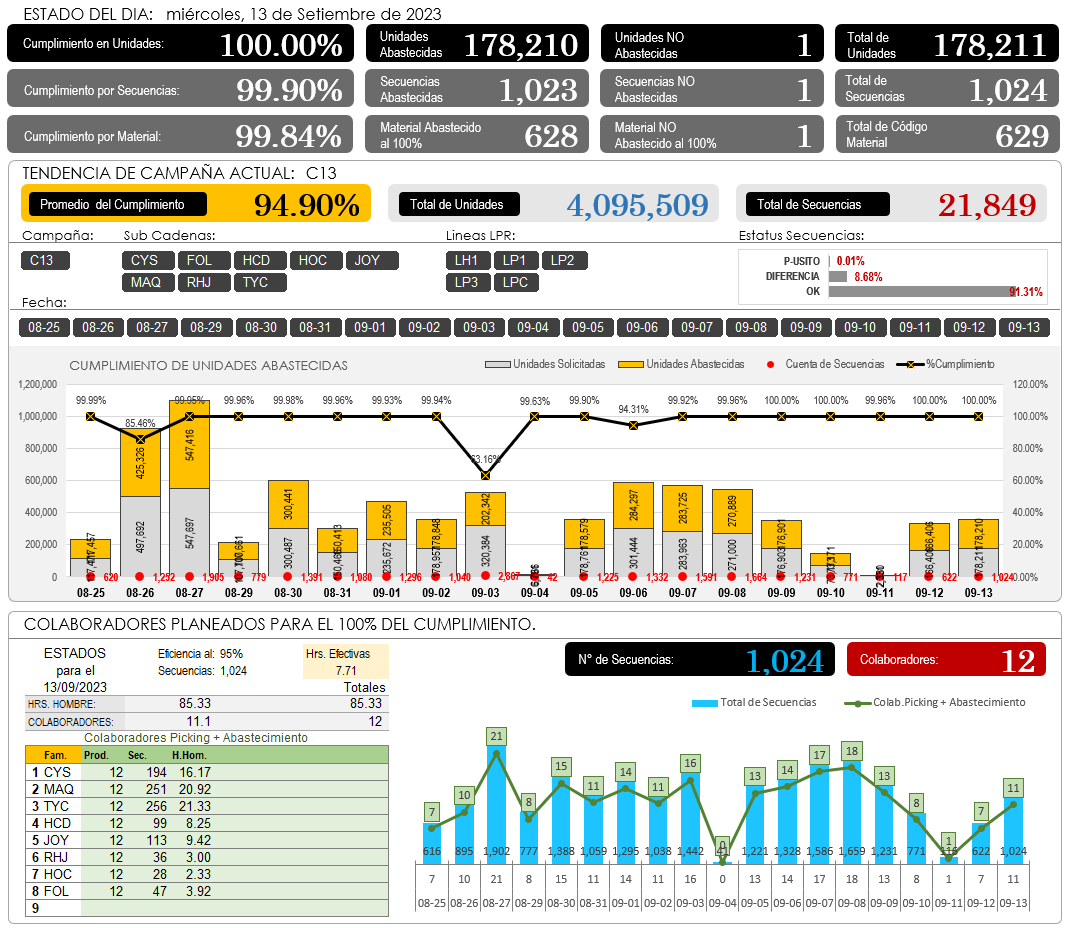 ESTADO DEL DIA: miércoles, 13 de Setiembre de 2023
Cumplimiento en Unidades: 100.00%
Unidades Abastecidas 178,210
Unidades NO Abastecidas 1
Total de Unidades 178,211
Cumplimiento por Secuencias: 99.90%
Secuencias Abastecidas 1,023
Secuencias NO Abastecidas 1
Total de Secuencias 1,024
Cumplimiento por Material: 99.84%
Material Abastecido al 100% 628
Material NO Abastecido al 100% 1
Total de Código Material 629
TENDENCIA DE CAMPAÑA ACTUAL: C13
Promedio del Cumplimiento 94.90%
Total de Unidades 4,095,509
Total de Secuencias 21,849
Campaña: Sub Cadenas: Lineas LPR: Estatus Secuencias:
C13 CYS FOL HCD HOC JOY LH1 LP1 LP2
MAQ RHJ TYC LP3 LPC
P-USITO 0.01%
DIFERENCIA 8.68%
OK 91.31%
Fecha:
08-25 08-26 08-27 08-29 08-30 08-31 09-01 09-02 09-03 09-04 09-05 09-06 09-07 09-08 09-09 09-10 09-11 09-12 09-13
CUMPLIMIENTO DE UNIDADES ABASTECIDAS
Unidades Solicitadas Unidades Abastecidas Cuenta de Secuencias %Cumplimiento
1,200,000 120.00%
1,000,000 100.00%
800,000 80.00%
600,000 60.00%
400,000 40.00%
200,000 20.00%
0 0.00%
99.99% 85.46% 99.95% 99.96% 99.98% 99.96% 99.93% 99.94% 63.16% 99.63% 99.90% 94.31% 99.92% 99.96% 100.00% 100.00% 99.96% 100.00% 100.00%
425,326 547,416 300,441 150,413 235,505 178,848 202,342 178,579 284,297 283,725 270,889 176,901 166,406 178,210
497,692 547,697 300,487 235,672 178,957 320,384 178,761 301,444 283,963 271,000 176,903 178,211
620 1,252 1,905 779 1,391 1,080 1,296 1,040 2,007 42 1,225 1,332 1,591 1,664 1,231 771 117 622 1,024
08-25 08-26 08-27 08-29 08-30 08-31 09-01 09-02 09-03 09-04 09-05 09-06 09-07 09-08 09-09 09-10 09-11 09-12 09-13
COLABORADORES PLANEADOS PARA EL 100% DEL CUMPLIMIENTO.
ESTADOS para el 13/09/2023
Eficiencia al: 95%
Secuencias: 1,024
Hrs. Efectivas
7.71
Totales
HRS. HOMBRE: 85.33 85.33
COLABORADORES: 11.1 12
Colaboradores Picking + Abastecimiento
Fam. Prod. Sec. H.Hom.
1 CYS 12 194 16.17
2 MAQ 12 251 20.92
3 TYC 12 256 21.33
4 HCD 12 99 8.25
5 JOY 12 113 9.42
6 RHJ 12 36 3.00
7 HOC 12 28 2.33
8 FOL 12 47 3.92
9
N° de Secuencias: 1,024
Colaboradores: 12
Total de Secuencias Colab.Picking + Abastecimiento
7 10 21 8 15 11 14 11 16 0 13 14 17 18 13 8 1 7 11
616 895 1,902 777 1,388 1,059 1,295 1,038 1,442 41 1,221 1,328 1,586 1,659 1,231 771 116 622 1,024
7 10 21 8 15 11 14 11 16 0 13 14 17 18 13 8 1 7 11
08-25 08-26 08-27 08-29 08-30 08-31 09-01 09-02 09-03 09-04 09-05 09-06 09-07 09-08 09-09 09-10 09-11 09-12 09-13